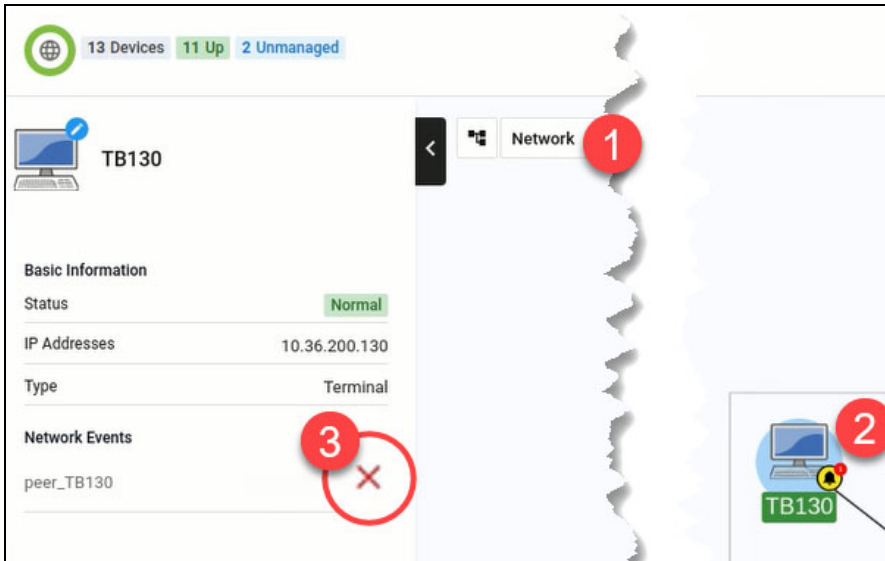 13 Devices 11 Up 2 Unmanaged
TB130
Network
1
Basic Information
Status Normal
IP Addresses 10.36.200.130
Type Terminal
Network Events
3
peer_TB130
2
TB130